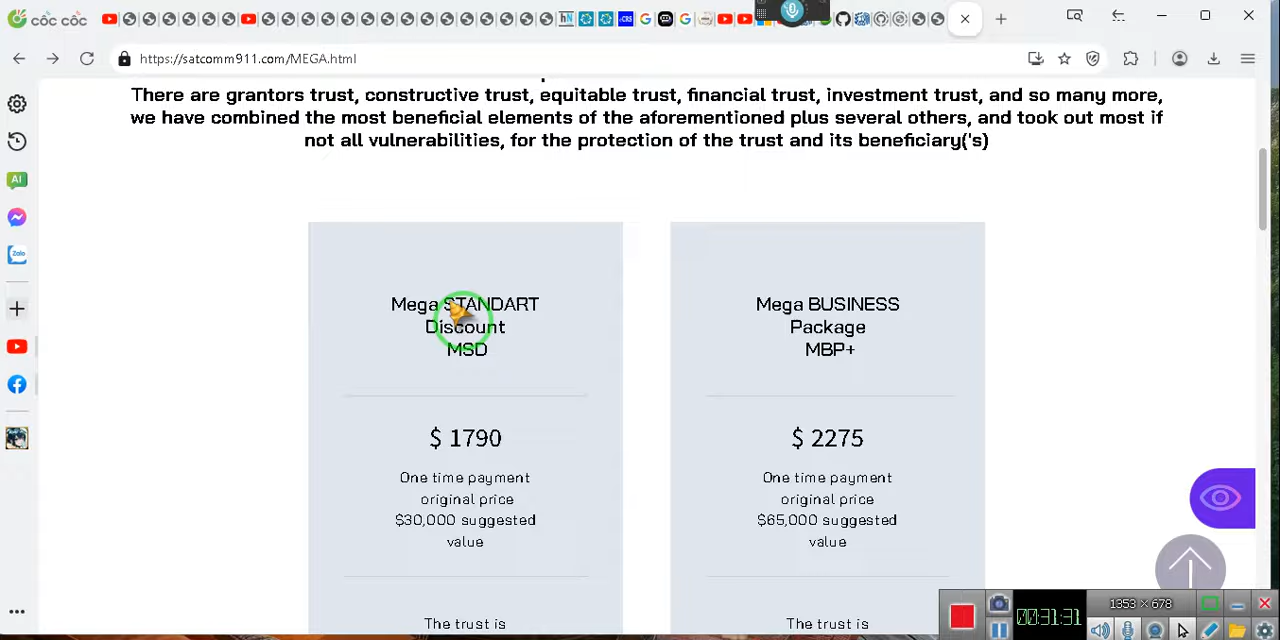 https://satcomm911.com/MEGA.html
There are grantors trust, constructive trust, equitable trust, financial trust, investment trust, and so many more,
we have combined the most beneficial elements of the aforementioned plus several others, and took out most if
not all vulnerabilities, for the protection of the trust and its beneficiary('s)
Mega STANDART
Discount
MSD
$ 1790
One time payment
original price
$30,000 suggested
value
The trust is
Mega BUSINESS
Package
MBP+
$ 2275
One time payment
original price
$65,000 suggested
value
The trust is
cốc cốc
AI
Zalo
hN
CRS
1353 × 678
00:31:31